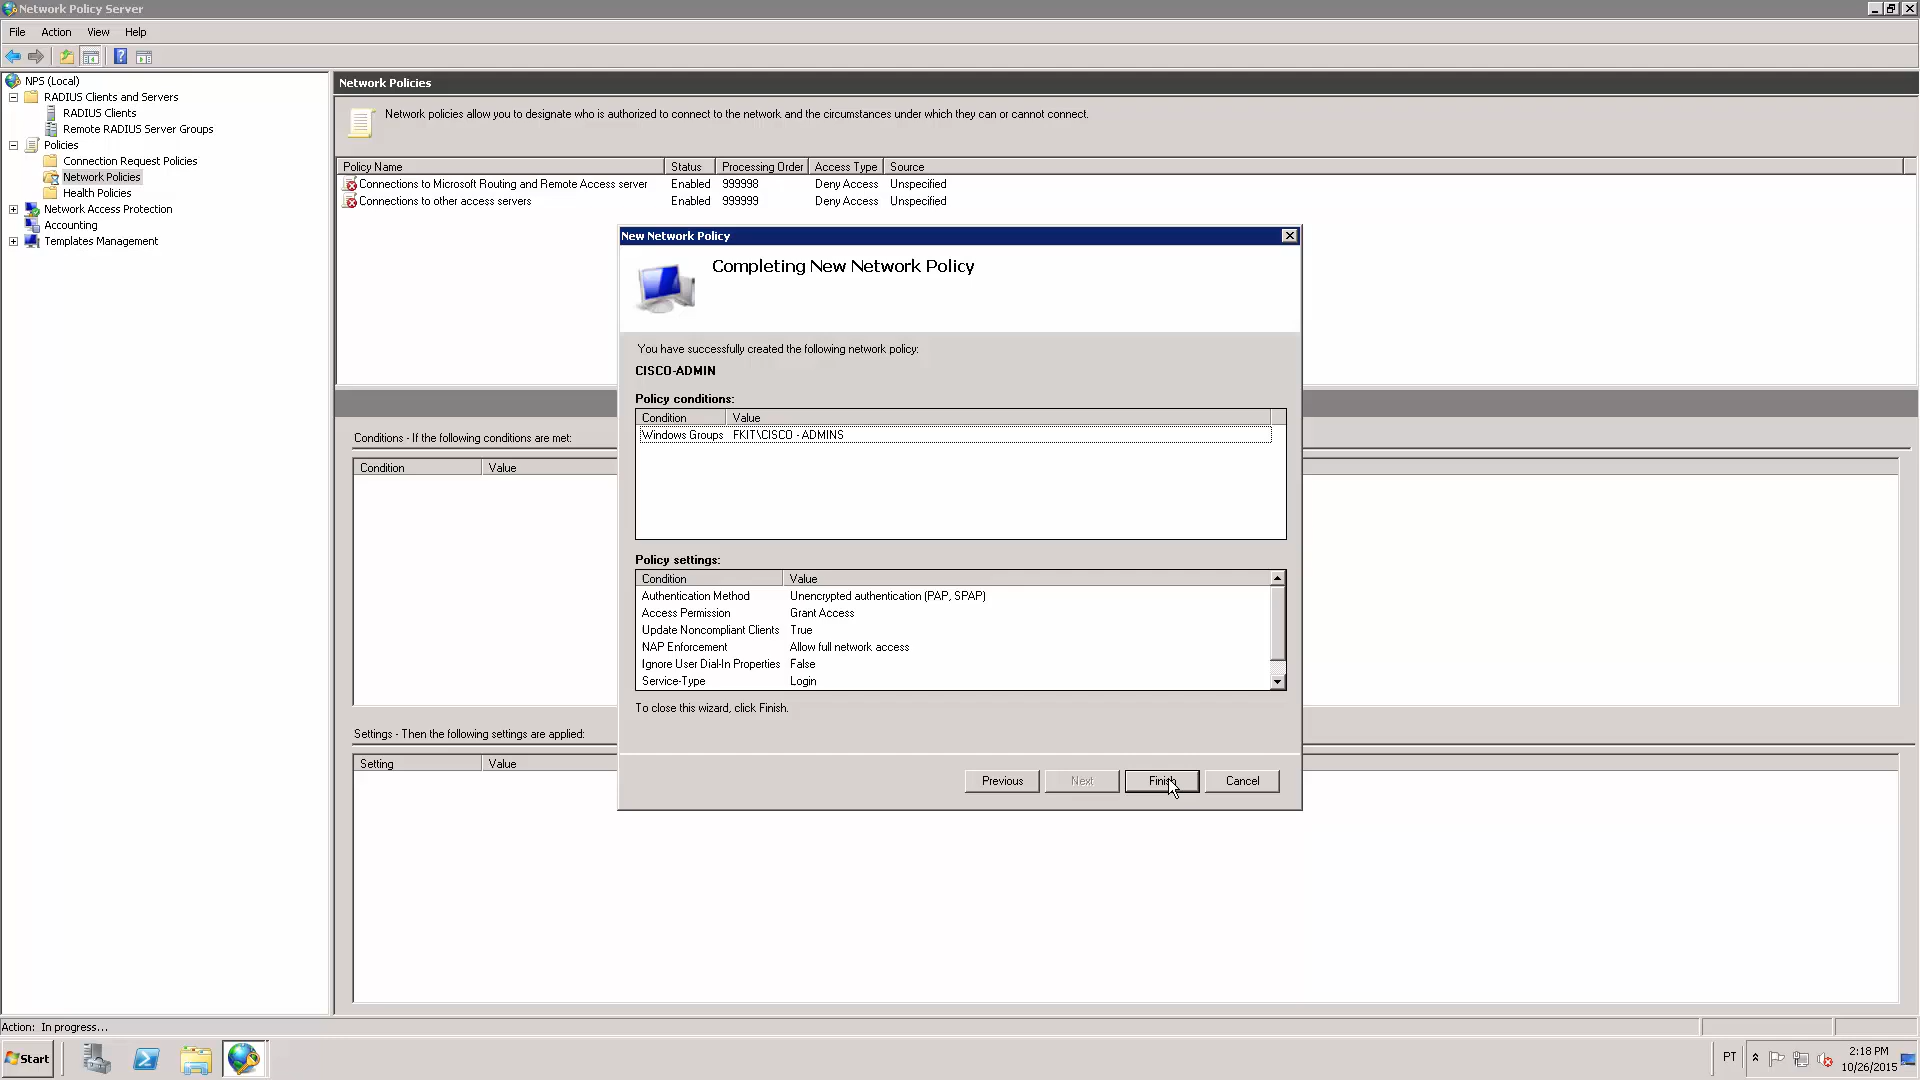 Network Policy Server
File Action View Help
NPS (Local)
RADIUS Clients and Servers
RADIUS Clients
Remote RADIUS Server Groups
Policies
Connection Request Policies
Network Policies
Health Policies
Network Access Protection
Accounting
Templates Management
Network Policies
Network policies allow you to designate who is authorized to connect to the network and the circumstances under which they can or cannot connect.
Policy Name Status Processing Order Access Type Source
Connections to Microsoft Routing and Remote Access server Enabled 999998 Deny Access Unspecified
Connections to other access servers Enabled 999999 Deny Access Unspecified
Conditions - If the following conditions are met:
Condition Value
Settings - Then the following settings are applied:
Setting Value
New Network Policy
Completing New Network Policy
You have successfully created the following network policy:
CISCO-ADMIN
Policy conditions:
Condition Value
Windows Groups FKIT\CISCO - ADMINS
Policy settings:
Condition Value
Authentication Method Unencrypted authentication (PAP, SPAP)
Access Permission Grant Access
Update Noncompliant Clients True
NAP Enforcement Allow full network access
Ignore User Dial-In Properties False
Service-Type Login
To close this wizard, click Finish.
Previous Next Finish Cancel
Action: In progress...
Start
PT
2:18 PM
10/26/2015